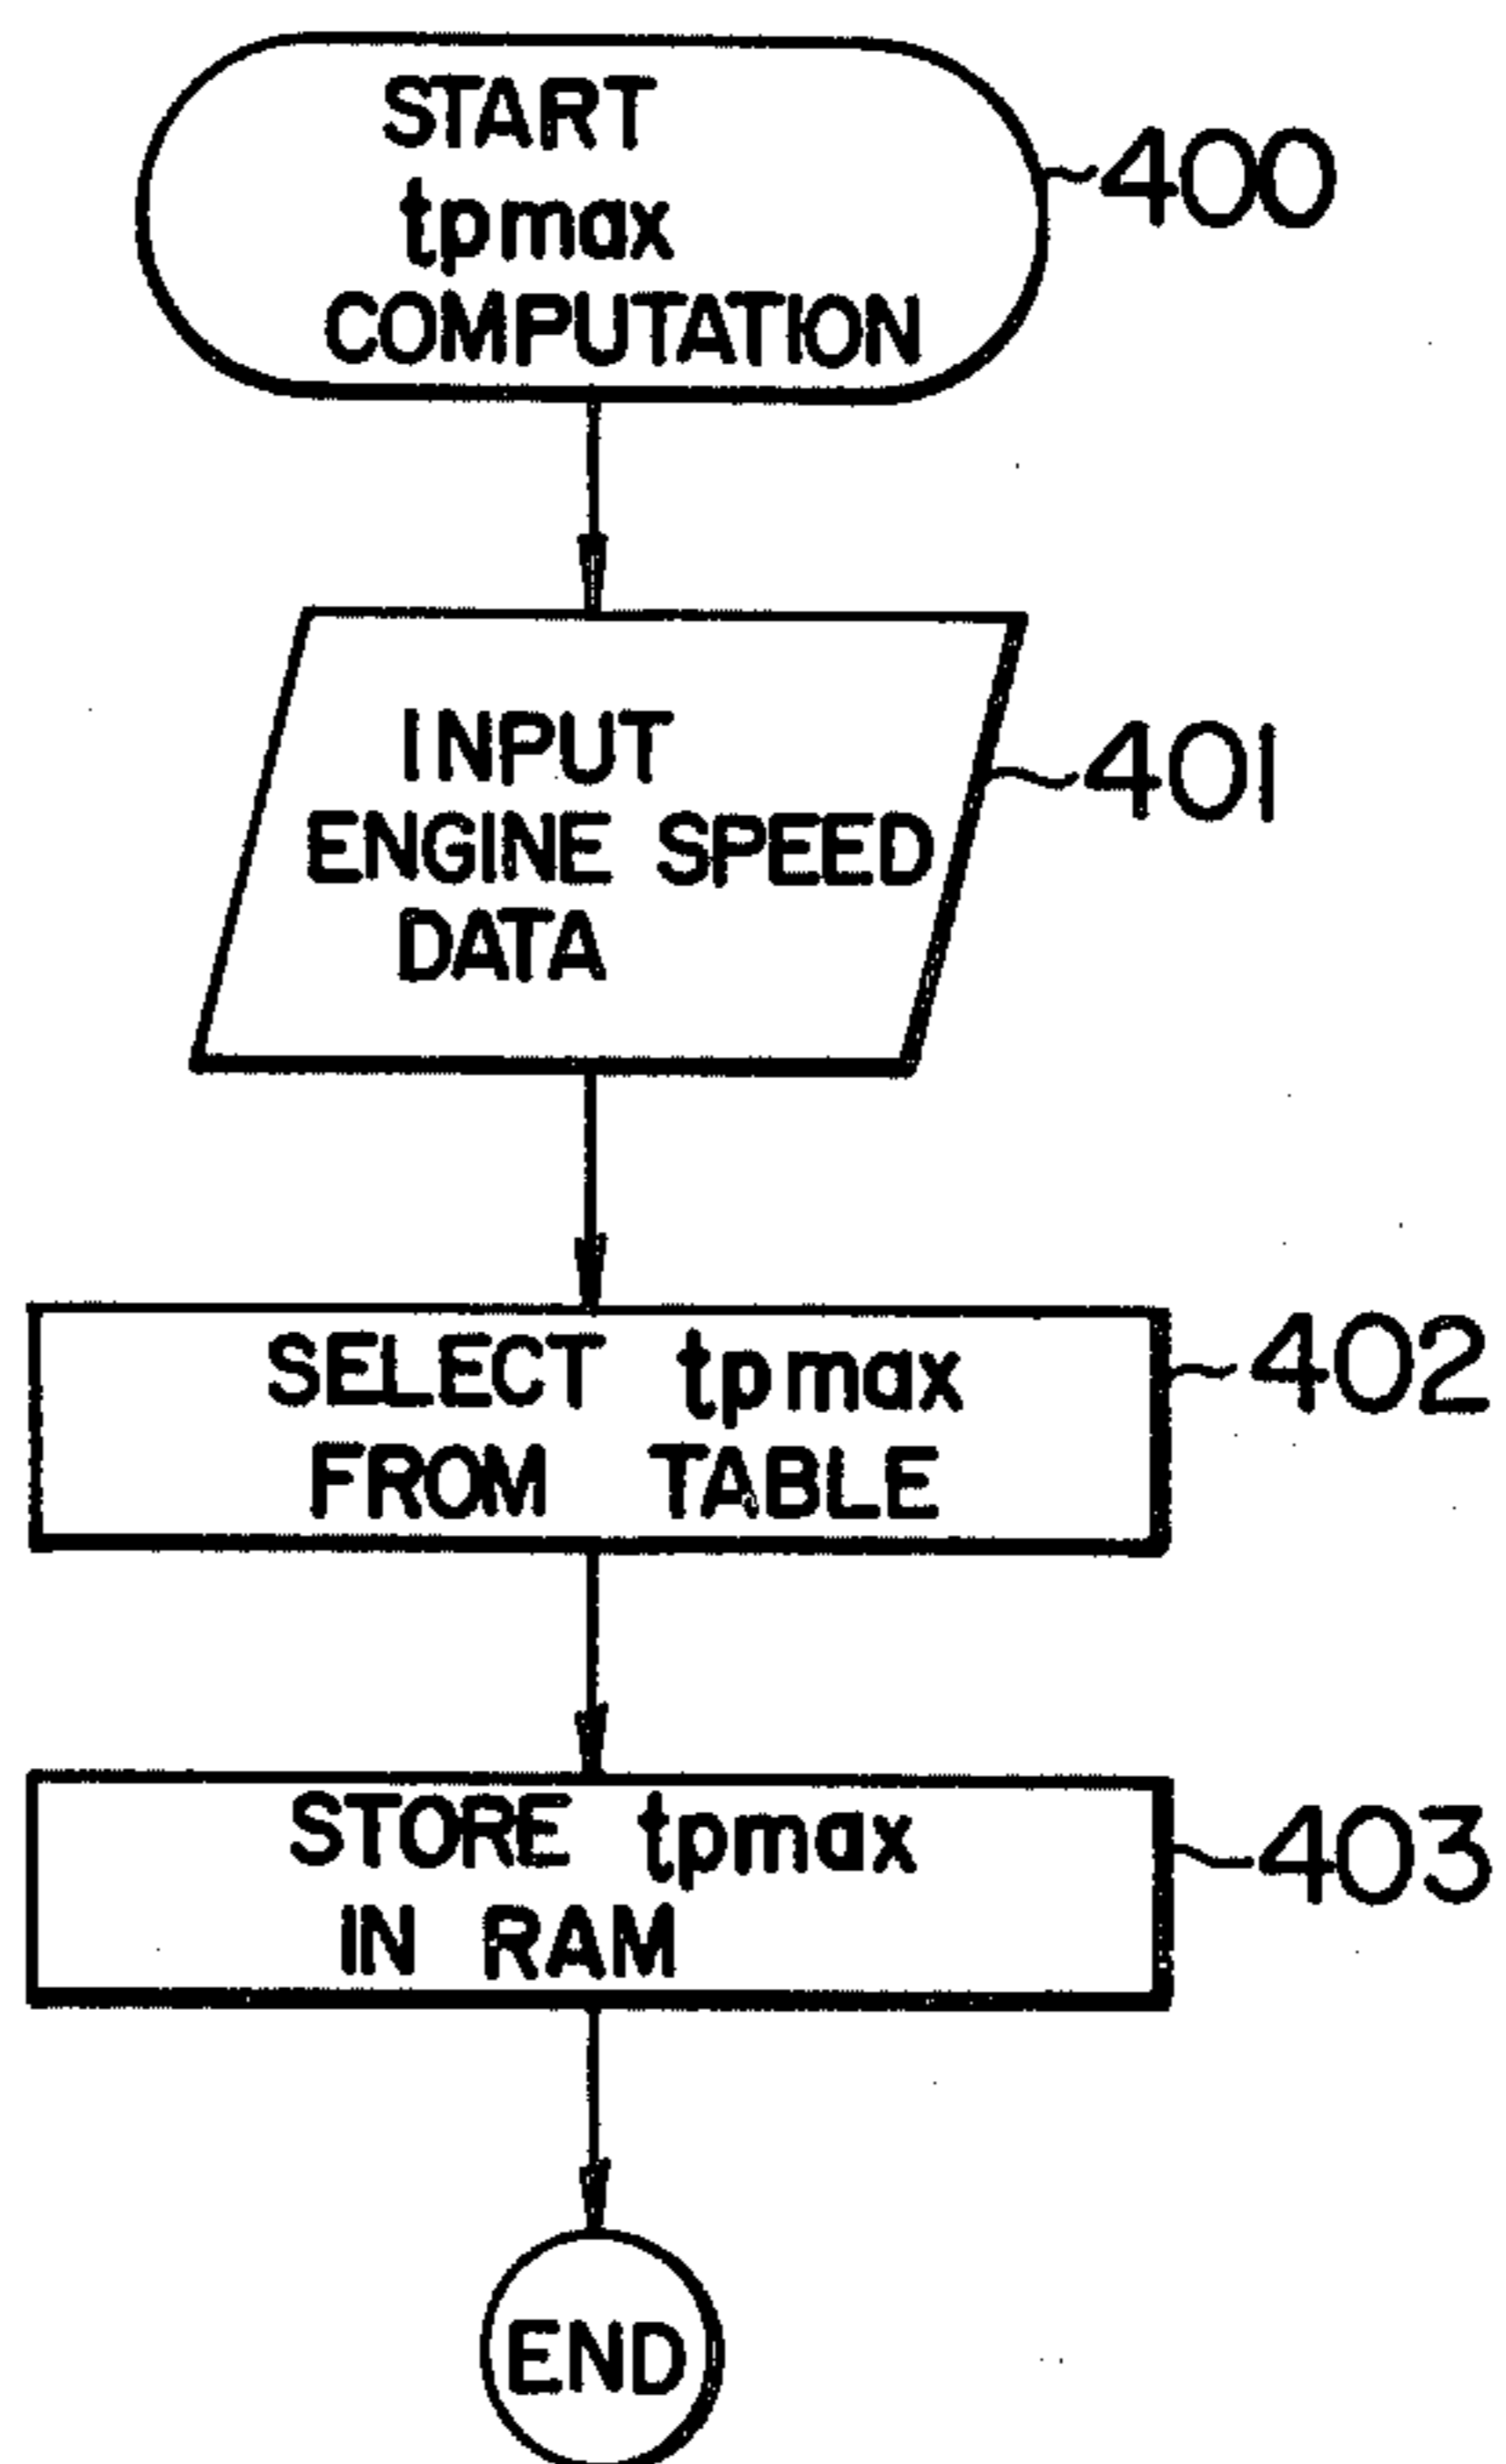 START
tpmax
COMPUTATION
400
INPUT
ENGINE SPEED
DATA
401
SELECT tpmax
FROM TABLE
402
STORE tpmax
IN RAM
403
END